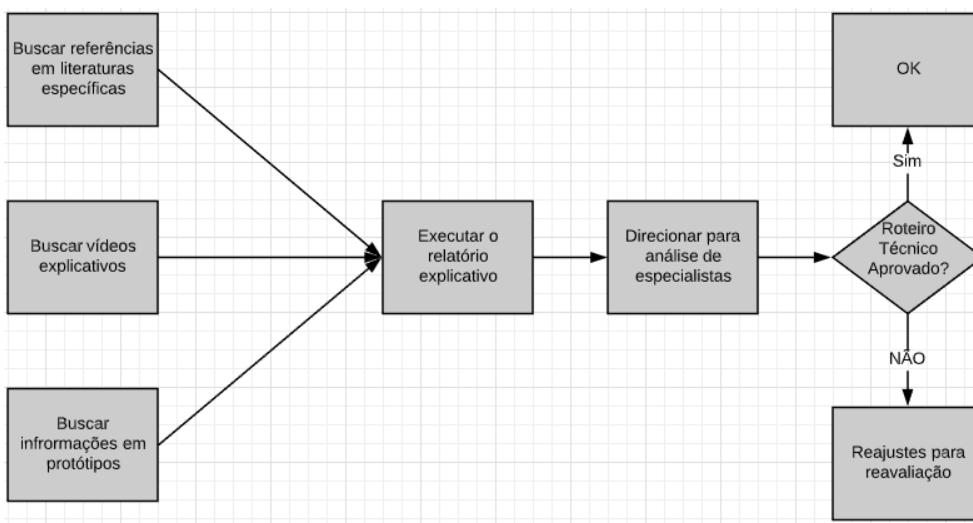 Buscar referências
em literaturas
específicas
Buscar vídeos
explicativos
Buscar
infrormações em
protótipos
Executar o
relatório
explicativo
Direcionar para
análise de
especialistas
Roteiro
Técnico
Aprovado?
Sim
OK
NÃO
Reajustes para
reavaliação